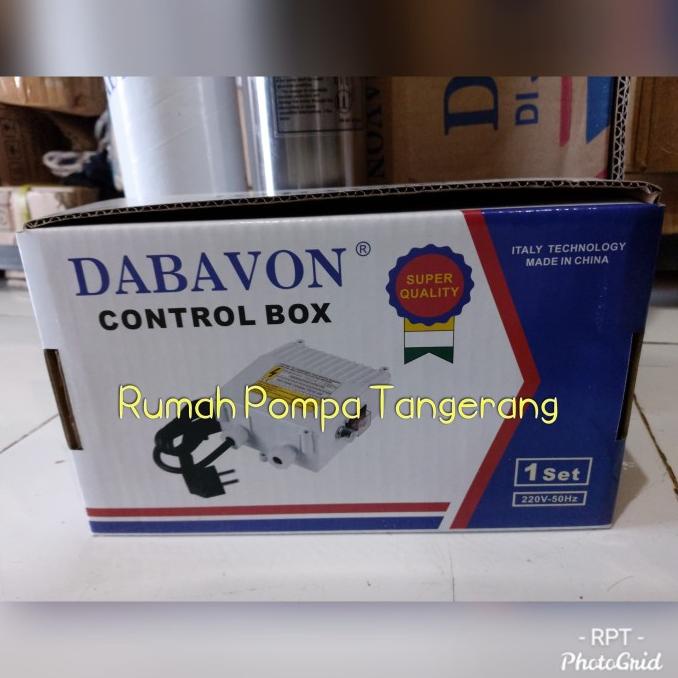 DI-
DABAVON®
CONTROL BOX
SUPER
QUALITY
ITALY TECHNOLOGY
MADE IN CHINA
Rumah Pompa Tangerang
1 Set
220V-50Hz
- RPT -
PhotoGrid